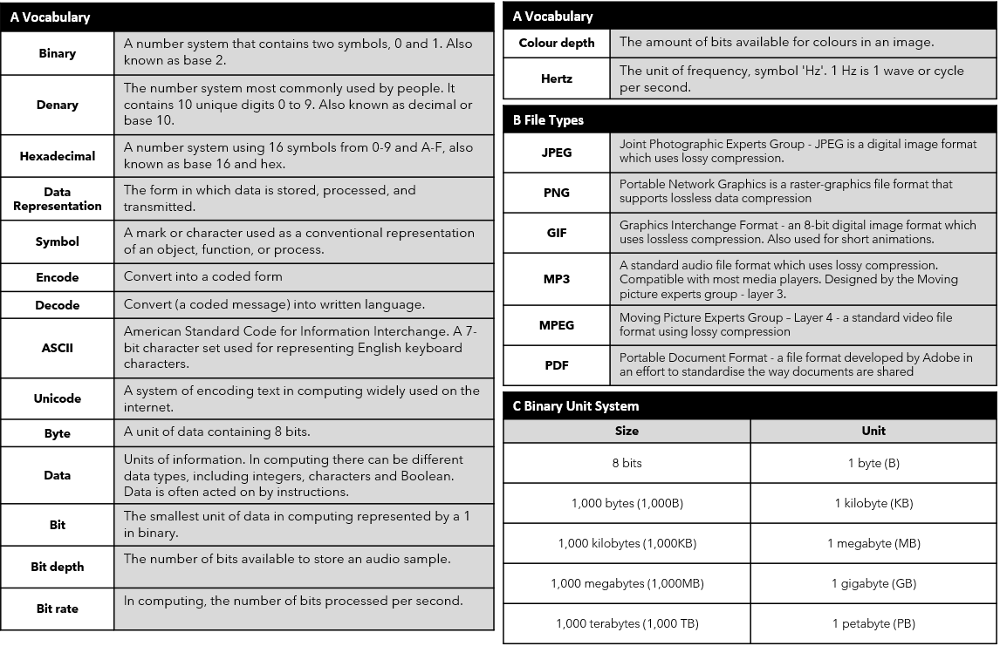 A Vocabulary
Binary
A number system that contains two symbols, 0 and 1. Also
known as base 2.
Denary
The number system most commonly used by people. It
contains 10 unique digits 0 to 9. Also known as decimal or
base 10.
Hexadecimal
A number system using 16 symbols from 0-9 and A-F, also
known as base 16 and hex.
Data
Representation
The form in which data is stored, processed, and
transmitted.
Symbol
A mark or character used as a conventional representation
of an object, function, or process.
Encode
Convert into a coded form
Decode
Convert (a coded message) into written language.
ASCII
American Standard Code for Information Interchange. A 7-
bit character set used for representing English keyboard
characters.
Unicode
A system of encoding text in computing widely used on the
internet.
Byte
A unit of data containing 8 bits.
Data
Units of information. In computing there can be different
data types, including integers, characters and Boolean.
Data is often acted on by instructions.
Bit
The smallest unit of data in computing represented by a 1
in binary.
Bit depth
The number of bits available to store an audio sample.
Bit rate
In computing, the number of bits processed per second.
A Vocabulary
Colour depth
The amount of bits available for colours in an image.
Hertz
The unit of frequency, symbol 'Hz'. 1 Hz is 1 wave or cycle
per second.
B File Types
JPEG
Joint Photographic Experts Group - JPEG is a digital image format
which uses lossy compression.
PNG
Portable Network Graphics is a raster-graphics file format that
supports lossless data compression
GIF
Graphics Interchange Format - an 8-bit digital image format which
uses lossless compression. Also used for short animations.
MP3
A standard audio file format which uses lossy compression.
Compatible with most media players. Designed by the Moving
picture experts group - layer 3.
MPEG
Moving Picture Experts Group – Layer 4 - a standard video file
format using lossy compression
PDF
Portable Document Format - a file format developed by Adobe in
an effort to standardise the way documents are shared
C Binary Unit System
Size
Unit
8 bits
1 byte (B)
1,000 bytes (1,000B)
1 kilobyte (KB)
1,000 kilobytes (1,000KB)
1 megabyte (MB)
1,000 megabytes (1,000MB)
1 gigabyte (GB)
1,000 terabytes (1,000 TB)
1 petabyte (PB)